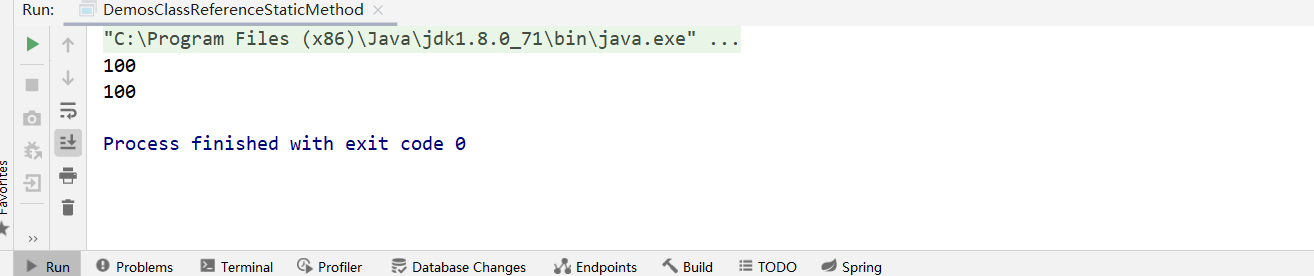 Run: DemosClassReferenceStaticMethod
"C:\Program Files (x86)\Java\jdk1.8.0_71\bin\java.exe" ...
100
100
Process finished with exit code 0
Favorites
Run Problems Terminal Profiler Database Changes Endpoints Build TODO Spring